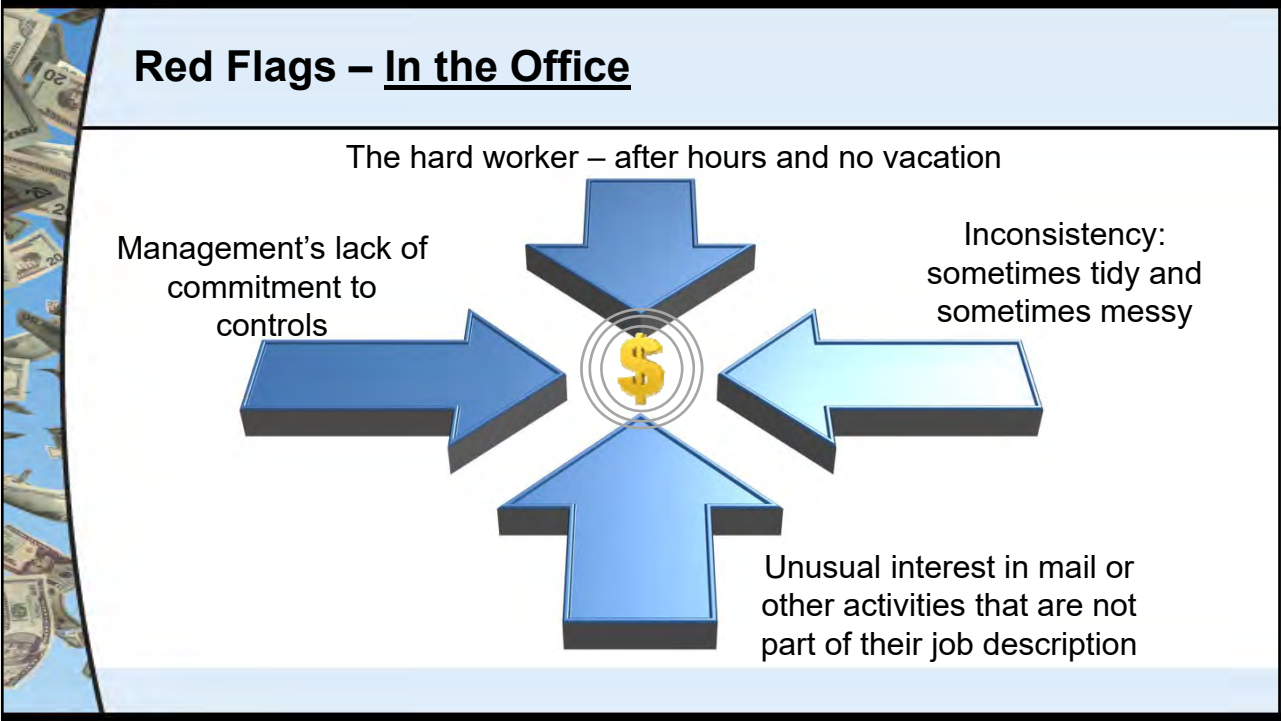 Red Flags – In the Office
The hard worker – after hours and no vacation
Management’s lack of
commitment to
controls
Inconsistency:
sometimes tidy and
sometimes messy
$
Unusual interest in mail or
other activities that are not
part of their job description